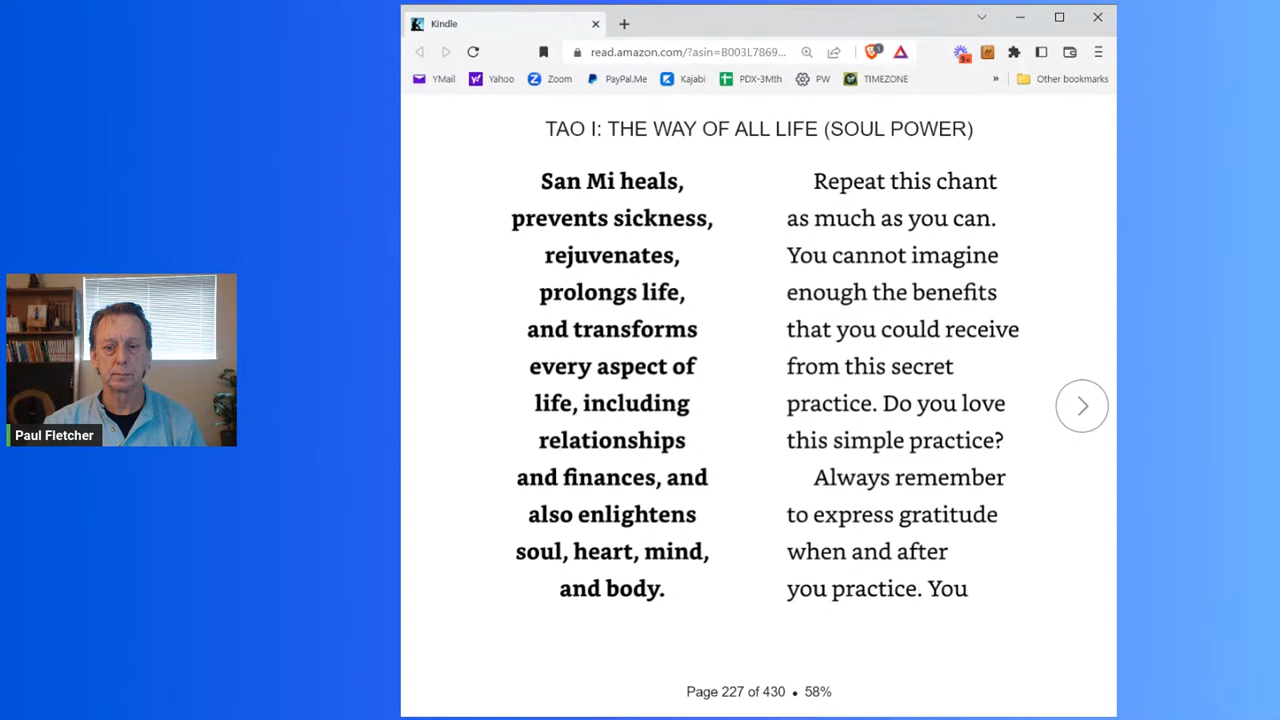 Kindle
read.amazon.com/?asin=B003L7869...
1
9+
YMail
Yahoo
Zoom
PayPal.Me
Kajabi
PDX-3Mth
PW
TIMEZONE
»
Other bookmarks
TAO I: THE WAY OF ALL LIFE (SOUL POWER)
San Mi heals,
prevents sickness,
rejuvenates,
prolongs life,
and transforms
every aspect of
life, including
relationships
and finances, and
also enlightens
soul, heart, mind,
and body.
Repeat this chant
as much as you can.
You cannot imagine
enough the benefits
that you could receive
from this secret
practice. Do you love
this simple practice?
Always remember
to express gratitude
when and after
you practice. You
Page 227 of 430 • 58%
Paul Fletcher